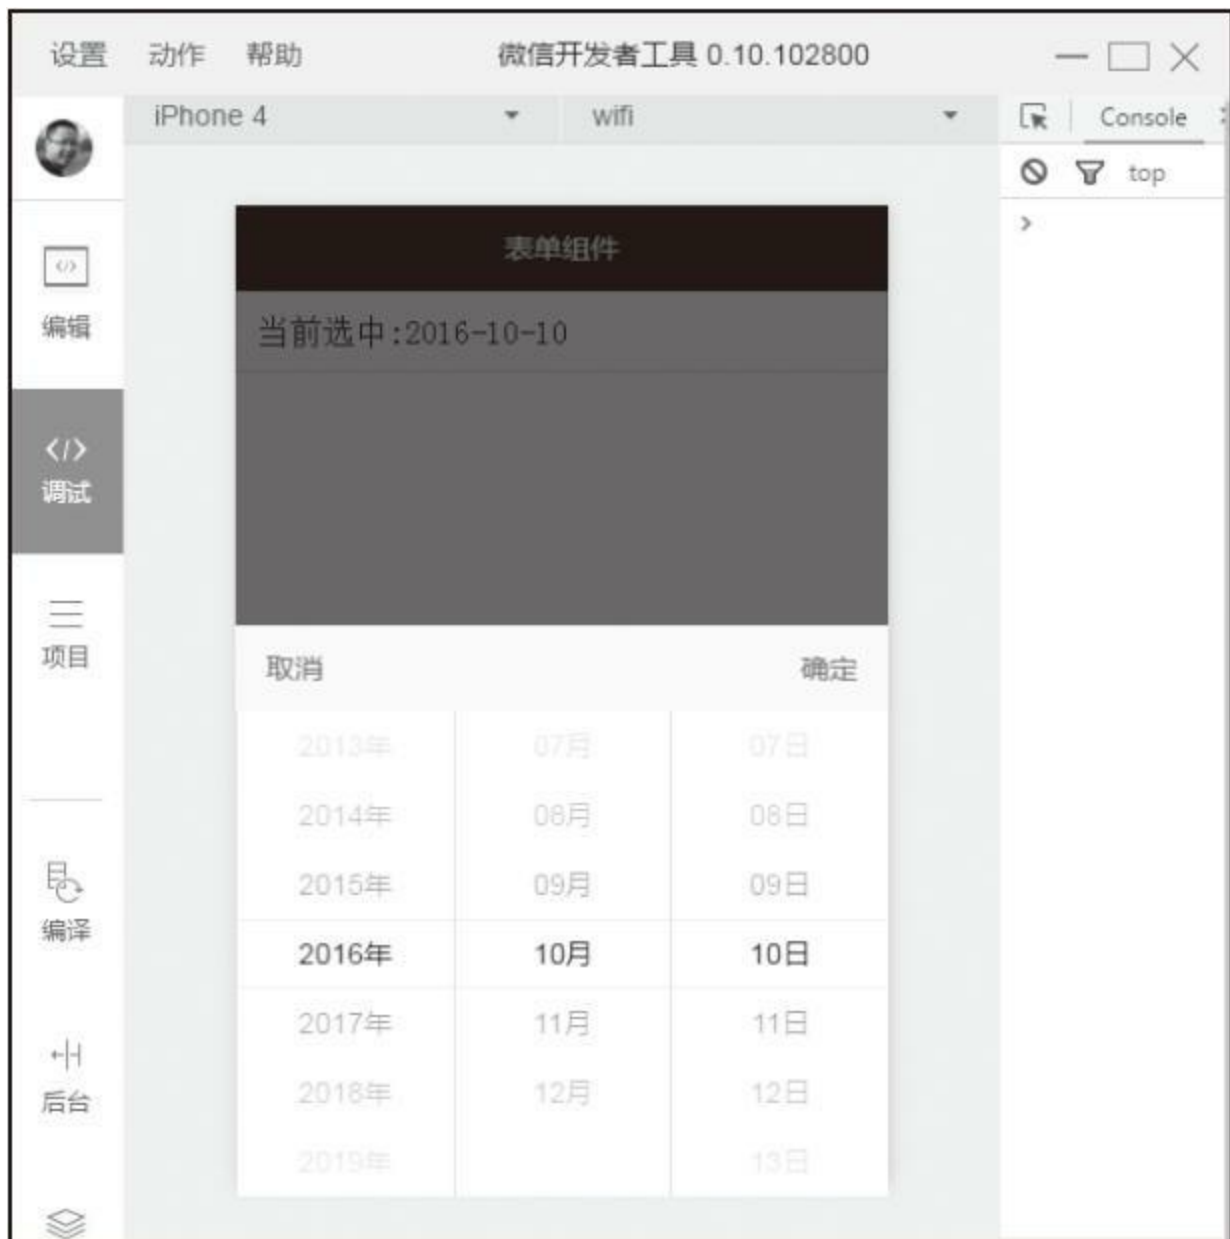 设置 动作 帮助 微信开发者工具 0.10.102800
iPhone 4 wifi Console
top
>
表单组件
当前选中:2016-10-10
编辑
</>
调试
项目
编译
后台
取消 确定
2013年 07月 07日
2014年 08月 08日
2015年 09月 09日
2016年 10月 10日
2017年 11月 11日
2018年 12月 12日
2019年 13日